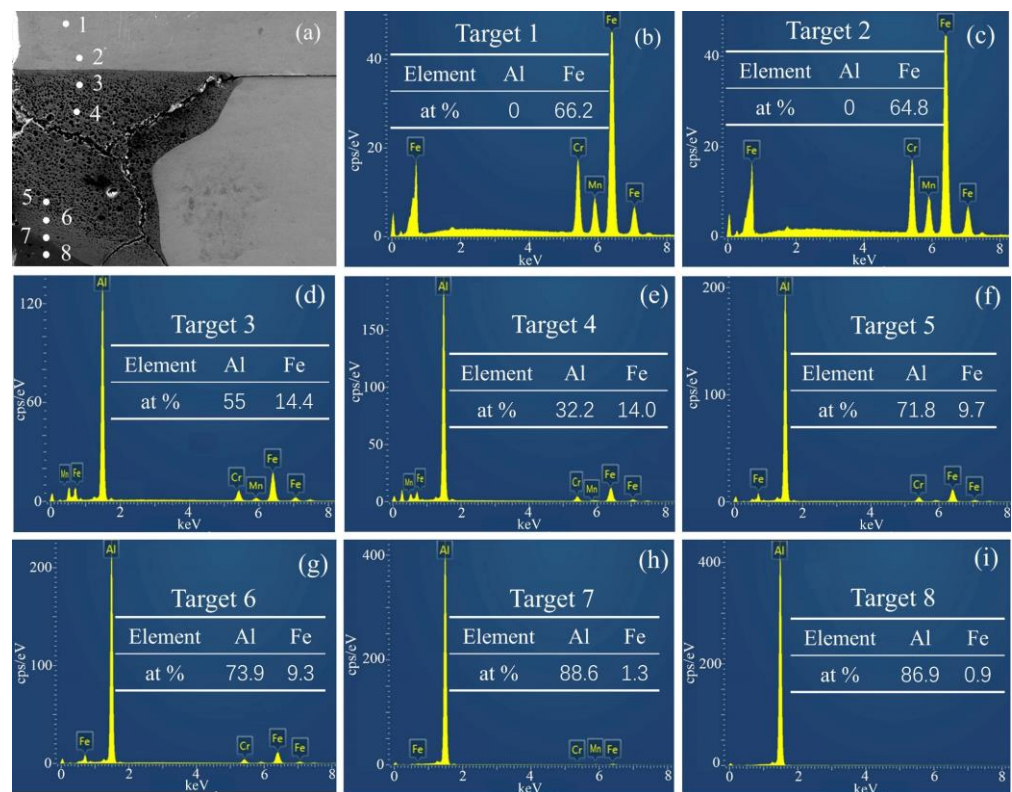 (a)
1
2
3
4
5
6
7
8
(b)
Target 1
Element Al Fe
at % 0 66.2
Fe
Fe
Cr
Mn
Fe
cps/eV
40
20
0
0 2 4 6 8
keV
(c)
Target 2
Element Al Fe
at % 0 64.8
Fe
Fe
Cr
Mn
Fe
cps/eV
40
20
0
0 2 4 6 8
keV
(d)
Target 3
Element Al Fe
at % 55 14.4
Al
Mn Fe
Cr Mn Fe Fe
cps/eV
120
60
0
0 2 4 6 8
keV
(e)
Target 4
Element Al Fe
at % 32.2 14.0
Al
Mn Fe
Cr Mn Fe Fe
cps/eV
150
100
50
0
0 2 4 6 8
keV
(f)
Target 5
Element Al Fe
at % 71.8 9.7
Al
Fe
Cr Fe Fe
cps/eV
200
100
0
0 2 4 6 8
keV
(g)
Target 6
Element Al Fe
at % 73.9 9.3
Al
Fe
Cr Fe Fe
cps/eV
200
100
0
0 2 4 6 8
keV
(h)
Target 7
Element Al Fe
at % 88.6 1.3
Al
Fe
Cr Mn Fe
cps/eV
400
200
0
0 2 4 6 8
keV
(i)
Target 8
Element Al Fe
at % 86.9 0.9
Al
cps/eV
400
200
0
0 2 4 6 8
keV